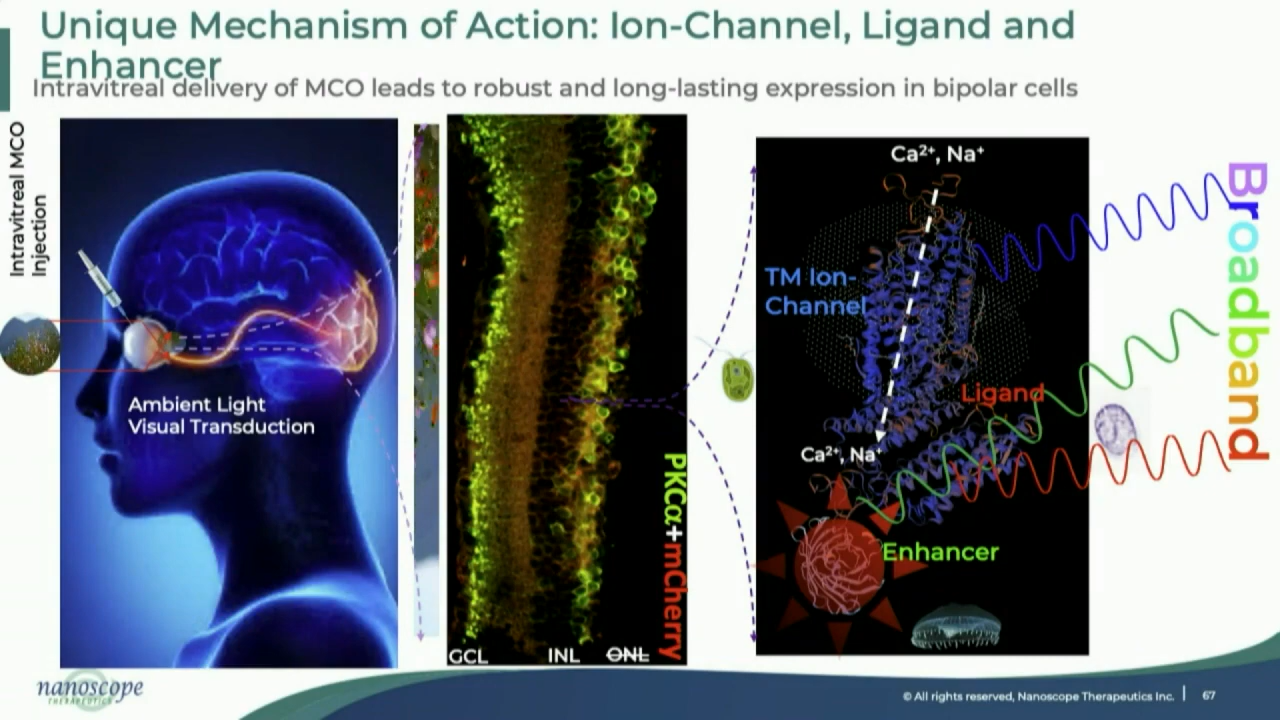 Unique Mechanism of Action: Ion-Channel, Ligand and
Enhancer
Intravitreal delivery of MCO leads to robust and long-lasting expression in bipolar cells
Intravitreal MCO
Injection
Ambient Light
Visual Transduction
PKCα+mCherry
GCL
INL
ONL
Ca²⁺, Na⁺
TM Ion-
Channel
Ligand
Ca²⁺, Na⁺
Enhancer
Broadband
nanoscope
THERAPEUTICS
© All rights reserved, Nanoscope Therapeutics Inc. | 67